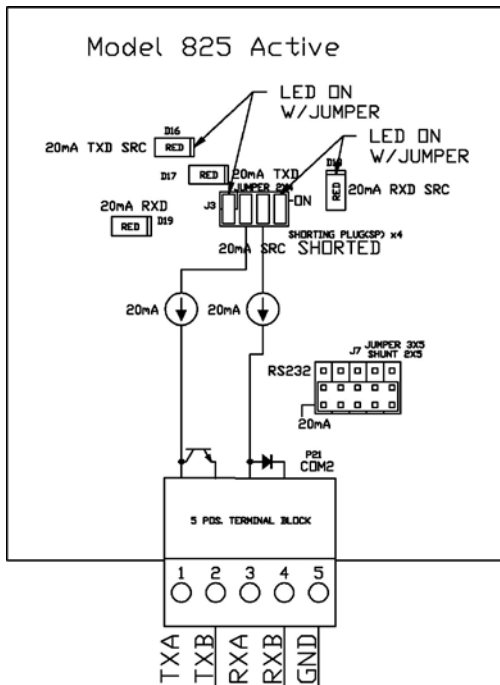 Model 825 Active
LED ON
W/JUMPER
D16
RED
20mA TXD SRC
LED ON
W/JUMPER
D17
RED
20mA TXD
JUMPER 2X4
RED
20mA RXD SRC
20mA RXD
RED
D19
J3
ON
SHORTING PLUG(SP) x4
20mA SRC SHORTED
20mA
20mA
J7
JUMPER 3X5
SHUNT 2X5
RS232
20mA
P21
COM2
5 POS. TERMINAL BLOCK
1 2 3 4 5
TXA
TXB
RXA
RXB
GND